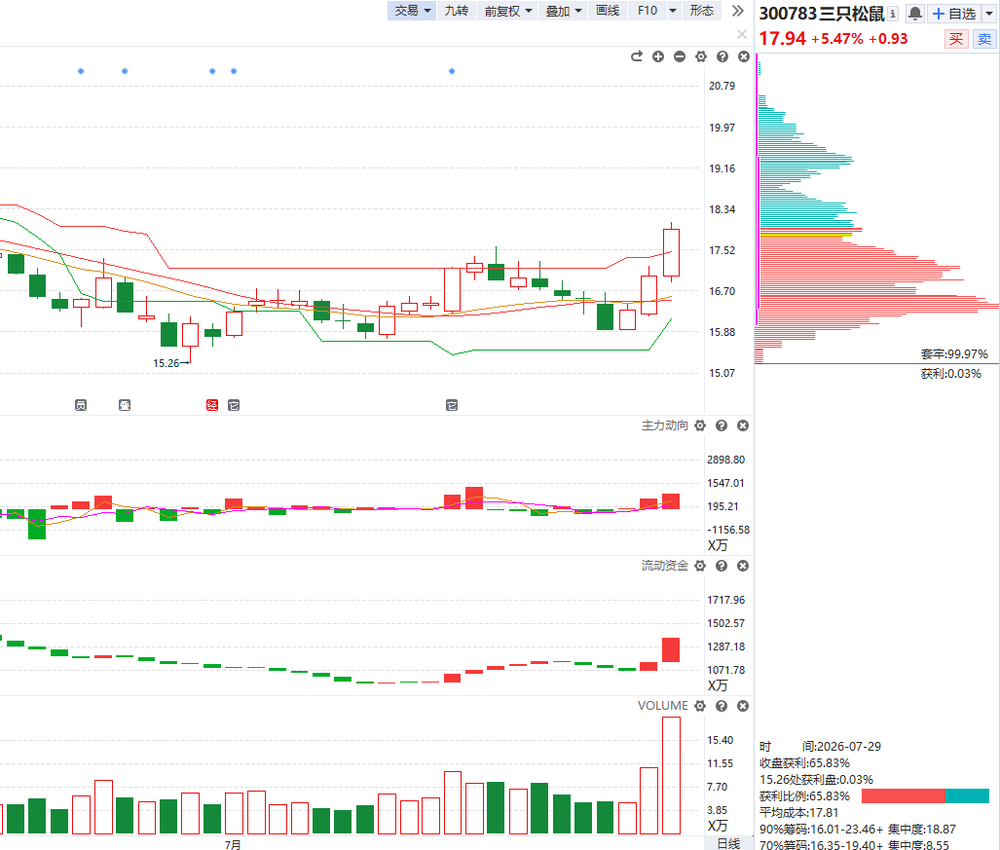 交易 九转 前复权 叠加 画线 F10 形态
300783三只松鼠 自选
17.94 +5.47% +0.93 买 卖
20.79
19.97
19.16
18.34
17.52
16.70
15.88
15.07
15.26
套牢:99.97%
获利:0.03%
员 叠 经 它 它
主力动向
2898.80
1547.01
195.21
-1156.58
X万
流动资金
1717.96
1502.57
1287.18
1071.78
X万
VOLUME
15.40
11.55
7.70
3.85
X万
7月 日线
时 间:2026-07-29
收盘获利:65.83%
15.26处获利盘:0.03%
获利比例:65.83%
平均成本:17.81
90%筹码:16.01-23.46+ 集中度:18.87
70%筹码:16.35-19.40+ 集中度:8.55